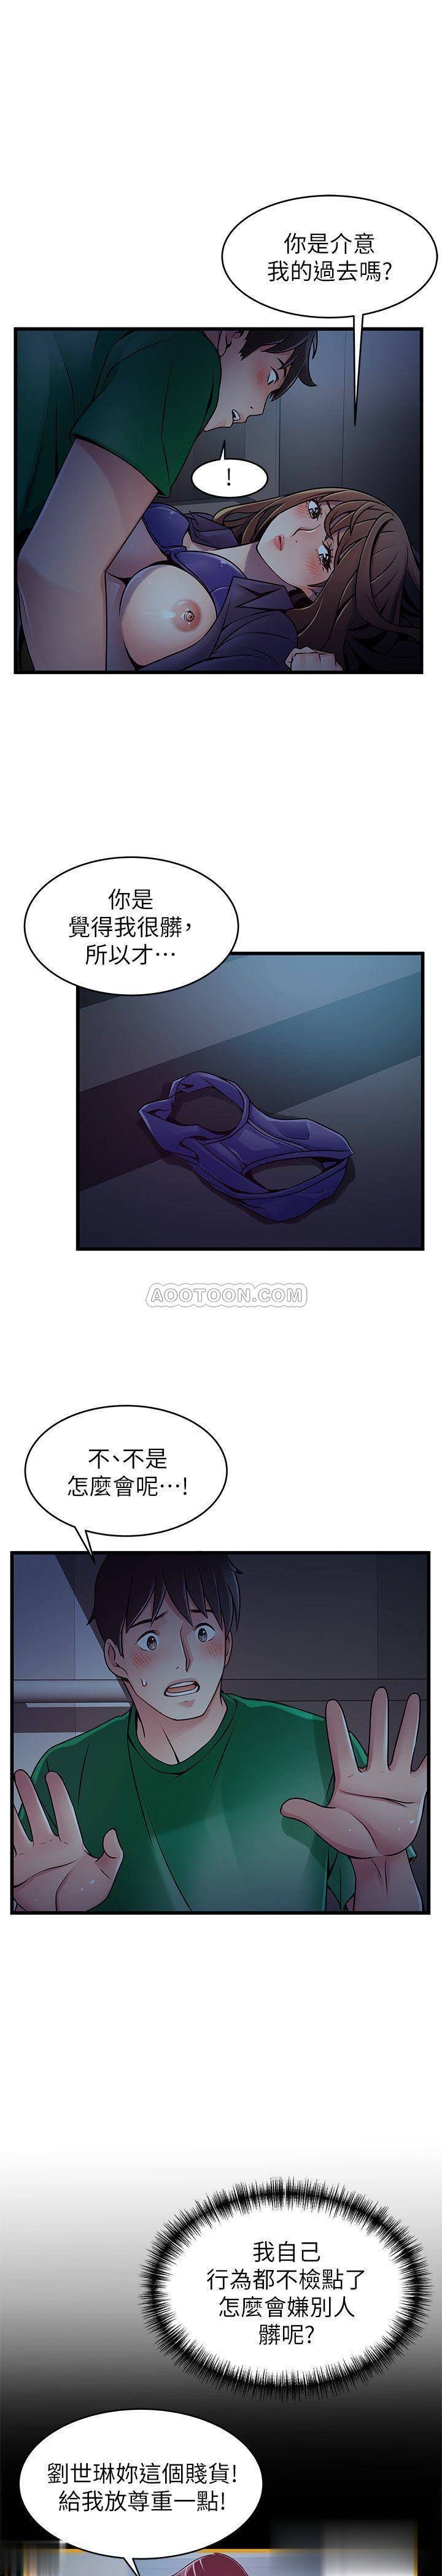 你是介意
我的過去嗎?
!
你是
覺得我很髒,
所以才…
AOOTOON.COM
不、不是
怎麼會呢…!
我自己
行為都不檢點了
怎麼會嫌別人
髒呢?
劉世琳妳這個賤貨!
給我放尊重一點!